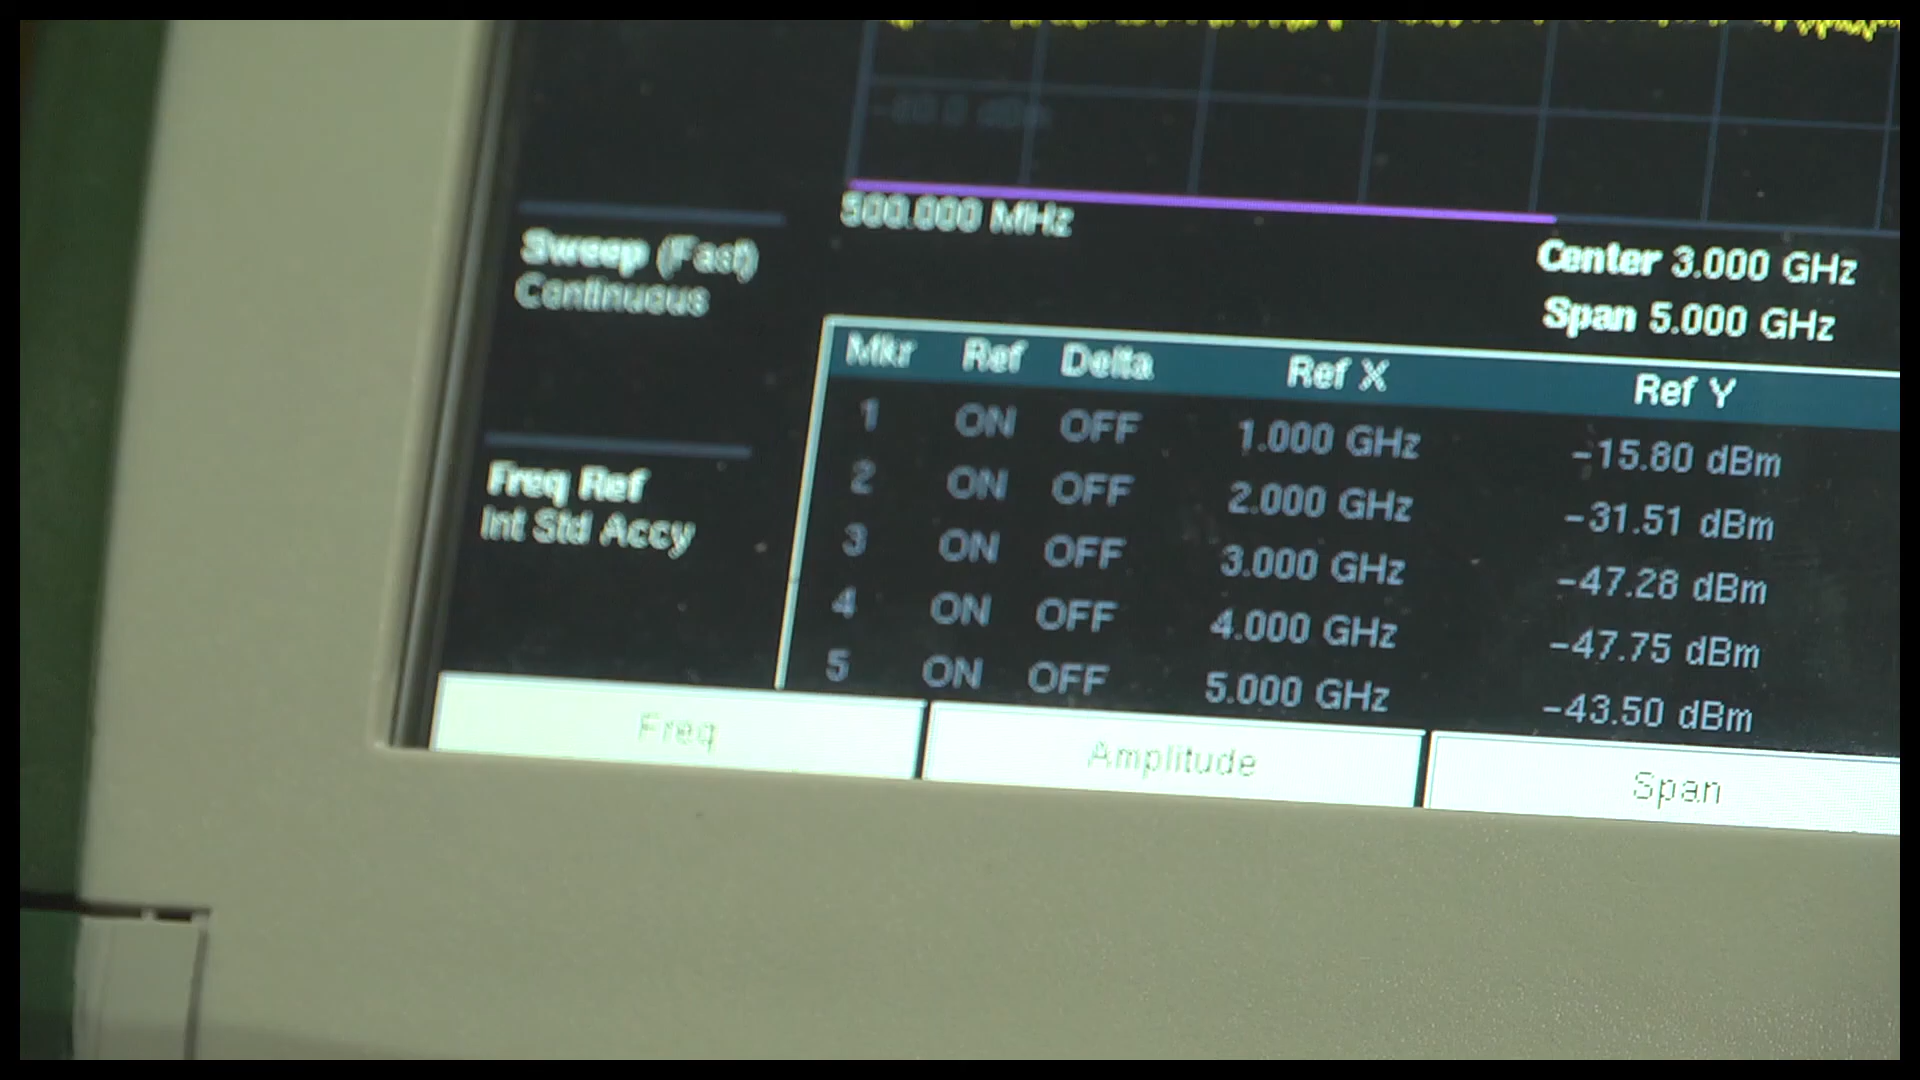 500.000 MHz
Sweep (Fast)
Continuous
Center 3.000 GHz
Span 5.000 GHz
Mkr Ref Delta Ref X Ref Y
1 ON OFF 1.000 GHz -15.80 dBm
2 ON OFF 2.000 GHz -31.51 dBm
3 ON OFF 3.000 GHz -47.28 dBm
4 ON OFF 4.000 GHz -47.75 dBm
5 ON OFF 5.000 GHz -43.50 dBm
Freq Ref
Int Std Accy
Freq Amplitude Span